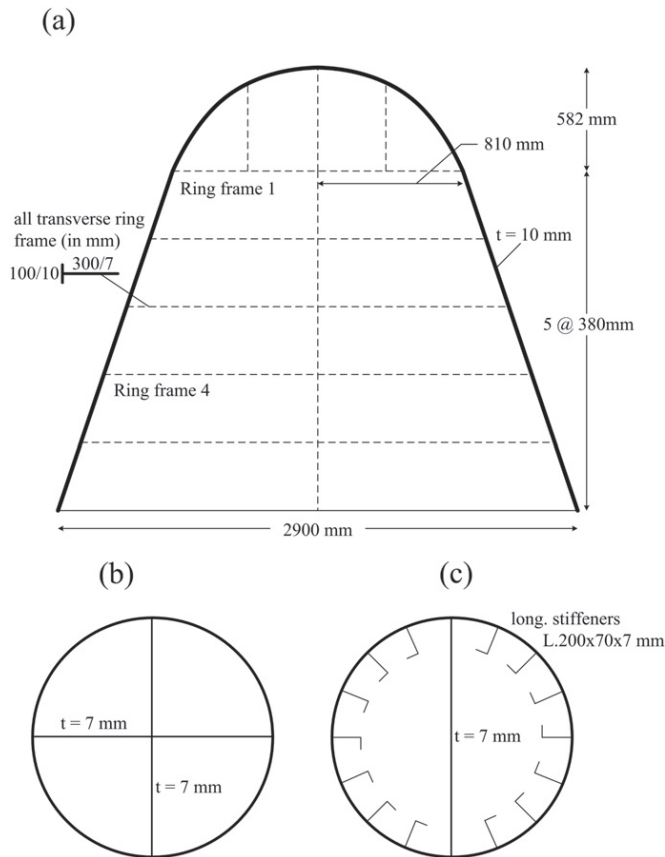 (a)
582 mm
810 mm
Ring frame 1
all transverse ring
frame (in mm)
300/7
100/10
t = 10 mm
5 @ 380mm
Ring frame 4
2900 mm
(b)
(c)
long. stiffeners
L.200x70x7 mm
t = 7 mm
t = 7 mm
t = 7 mm